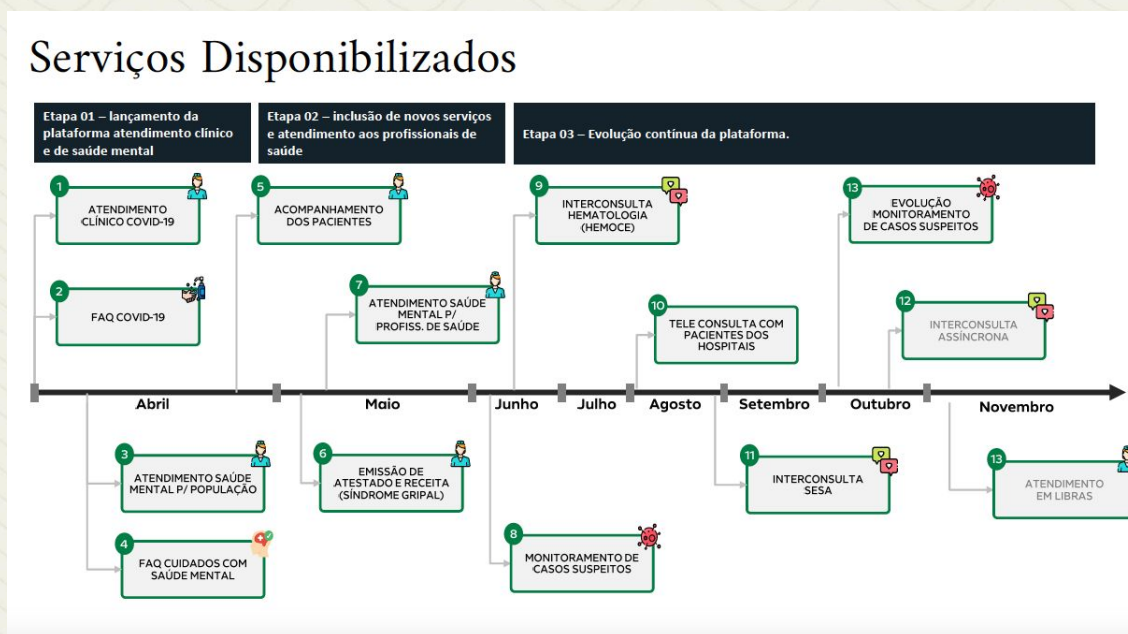 Serviços Disponibilizados
Etapa 01 – lançamento da
plataforma atendimento clínico
e de saúde mental
Etapa 02 – inclusão de novos serviços
e atendimento aos profissionais de
saúde
Etapa 03 – Evolução contínua da plataforma.
1
ATENDIMENTO
CLÍNICO COVID-19
5
ACOMPANHAMENTO
DOS PACIENTES
9
INTERCONSULTA
HEMATOLOGIA
(HEMOCE)
13
EVOLUÇÃO
MONITORAMENTO
DE CASOS SUSPEITOS
2
FAQ COVID-19
7
ATENDIMENTO SAÚDE
MENTAL P/
PROFISS. DE SAÚDE
10
TELE CONSULTA COM
PACIENTES DOS
HOSPITAIS
12
INTERCONSULTA
ASSÍNCRONA
Abril
Maio
Junho
Julho
Agosto
Setembro
Outubro
Novembro
3
ATENDIMENTO SAÚDE
MENTAL P/ POPULAÇÃO
6
EMISSÃO DE
ATESTADO E RECEITA
(SÍNDROME GRIPAL)
11
INTERCONSULTA
SESA
13
ATENDIMENTO
EM LIBRAS
4
FAQ CUIDADOS COM
SAÚDE MENTAL
8
MONITORAMENTO DE
CASOS SUSPEITOS